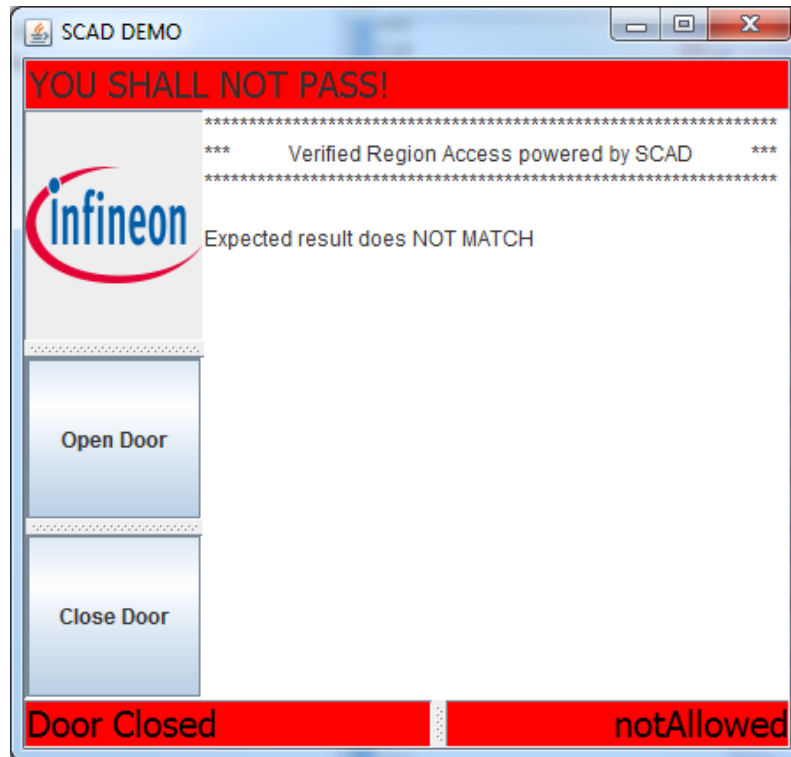 SCAD DEMO
YOU SHALL NOT PASS!
*****************************************************************************
*** Verified Region Access powered by SCAD ***
*****************************************************************************
infineon
Expected result does NOT MATCH
Open Door
Close Door
Door Closed
notAllowed